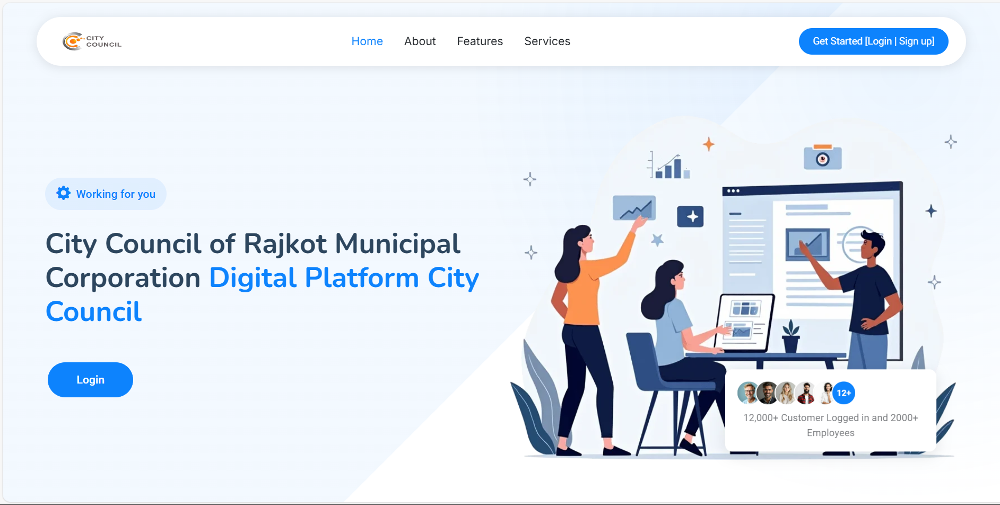 CITY
COUNCIL
Home About Features Services
Get Started [Login | Sign up]
Working for you
City Council of Rajkot Municipal
Corporation Digital Platform City
Council
Login
12+
12,000+ Customer Logged in and 2000+
Employees